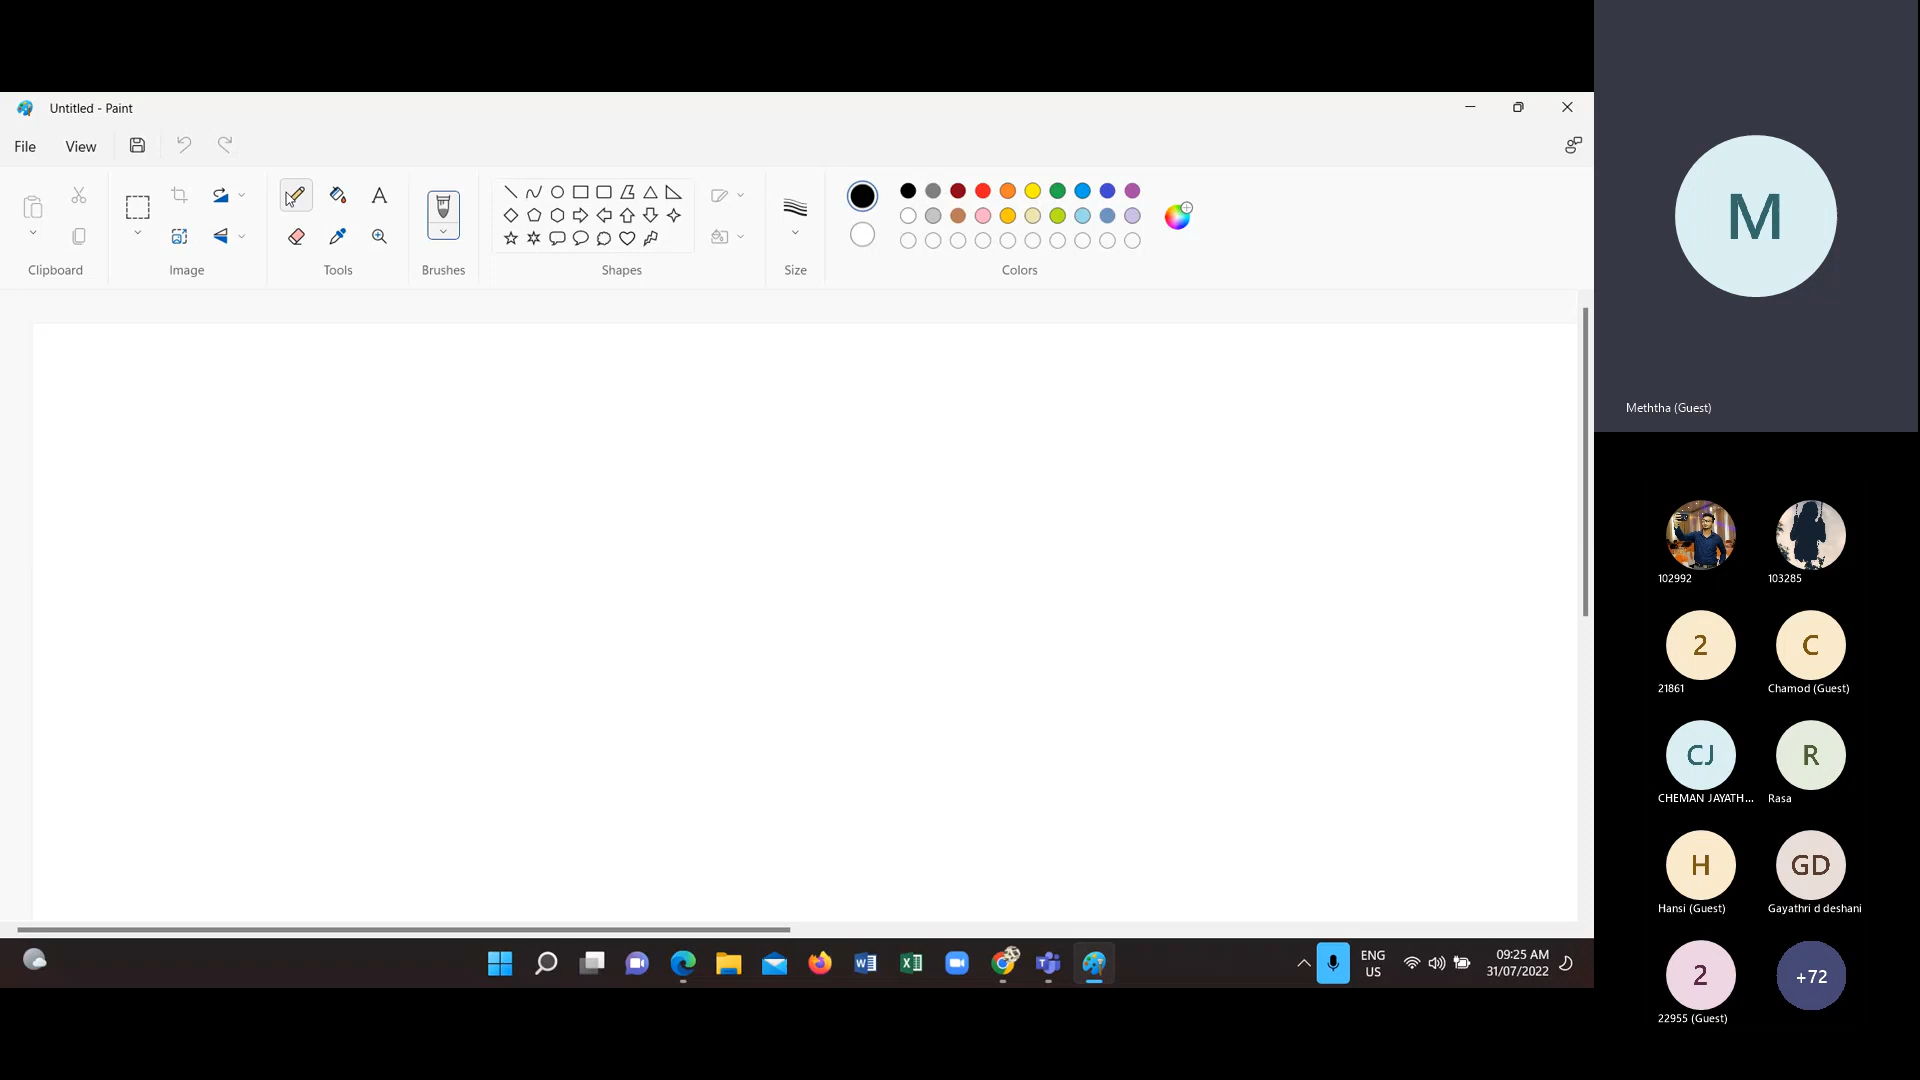 Untitled - Paint
File
View
Clipboard
Image
Tools
Brushes
Shapes
Size
Colors
ENG
US
09:25 AM
31/07/2022
M
Meththa (Guest)
102992
103285
2
21861
C
Chamod (Guest)
CJ
CHEMAN JAYATH...
R
Rasa
H
Hansi (Guest)
GD
Gayathri d deshani
2
22955 (Guest)
+72